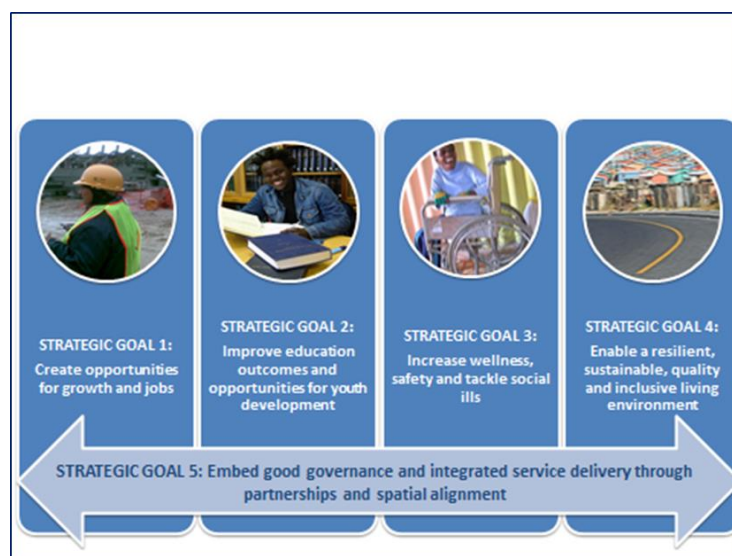 STRATEGIC GOAL 1:
Create opportunities
for growth and jobs
STRATEGIC GOAL 2:
Improve education
outcomes and
opportunities for youth
development
STRATEGIC GOAL 3:
Increase wellness,
safety and tackle social
ills
STRATEGIC GOAL 4:
Enable a resilient,
sustainable, quality
and inclusive living
environment
STRATEGIC GOAL 5: Embed good governance and integrated service delivery through
partnerships and spatial alignment